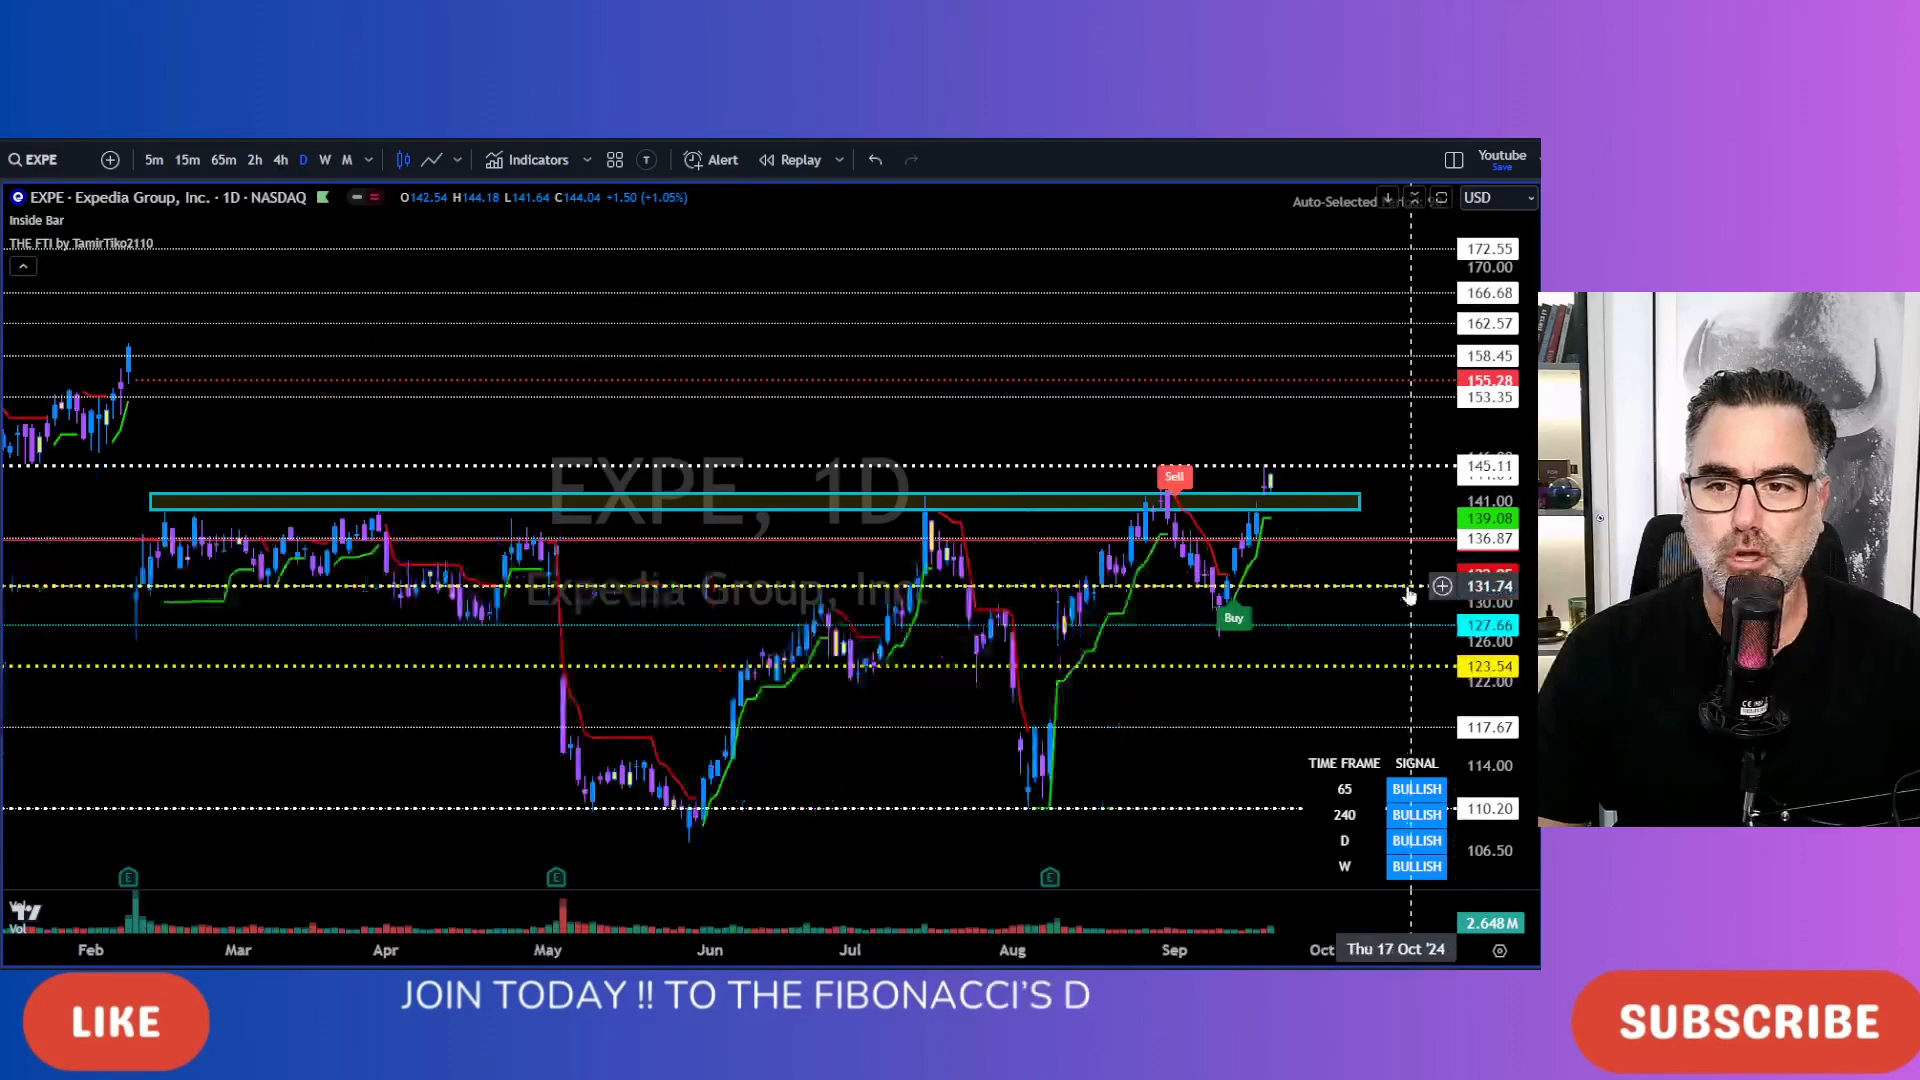 EXPE
5m 15m 65m 2h 4h D W M Indicators T Alert Replay Youtube
Save
EXPE · Expedia Group, Inc. · 1D · NASDAQ O142.54 H144.18 L141.64 C144.04 +1.50 (+1.05%) Auto-Selected USD
Inside Bar
THE FTI by TamirTiko2110
172.55
170.00
166.68
162.57
158.45
155.28
153.35
145.11
EXPE, 1D
Sell
141.00
139.08
136.87
Expedia Group, Inc.
131.74
130.00
Buy
127.66
126.00
123.54
122.00
117.67
TIME FRAME SIGNAL
114.00
65 BULLISH
240 BULLISH
110.20
D BULLISH
106.50
W BULLISH
E E E
Vol
Vol
2.648M
Feb Mar Apr May Jun Jul Aug Sep Oct Thu 17 Oct '24
LIKE
JOIN TODAY !! TO THE FIBONACCI'S D
SUBSCRIBE